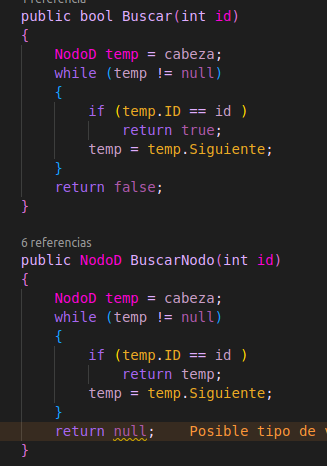 1 referencia
public bool Buscar(int id)
{
NodoD temp = cabeza;
while (temp != null)
{
if (temp.ID == id )
return true;
temp = temp.Siguiente;
}
return false;
}
6 referencias
public NodoD BuscarNodo(int id)
{
NodoD temp = cabeza;
while (temp != null)
{
if (temp.ID == id )
return temp;
temp = temp.Siguiente;
}
return null; Posible tipo de
}